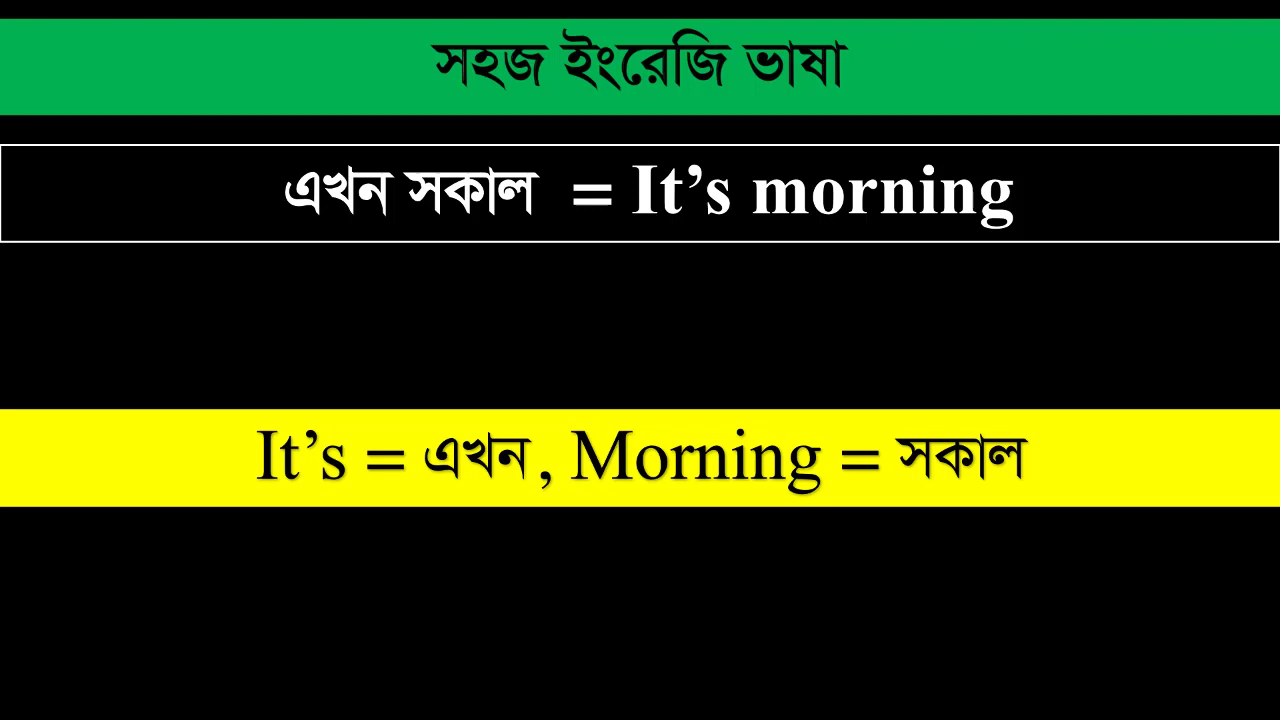 সহজ ইংরেজি ভাষা
এখন সকাল = It’s morning
It’s = এখন, Morning = সকাল